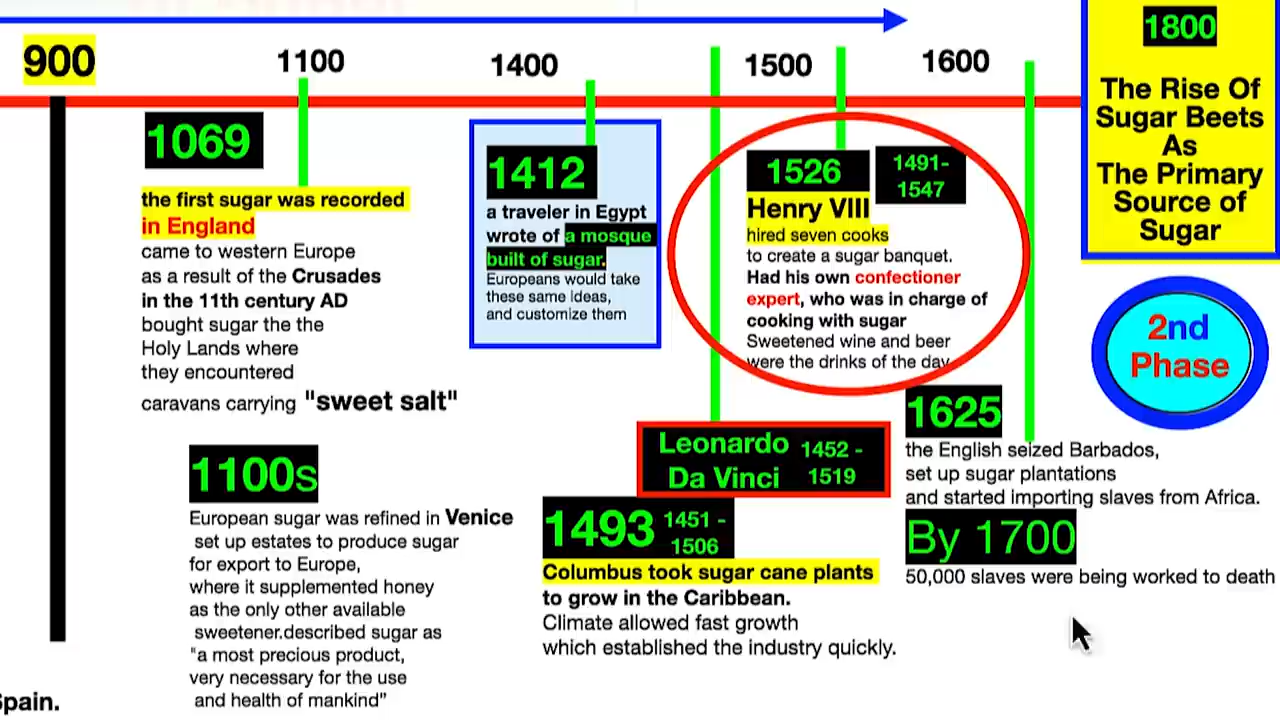 900
1100
1400
1500
1600
1069
the first sugar was recorded
in England
came to western Europe
as a result of the Crusades
in the 11th century AD
bought sugar the the
Holy Lands where
they encountered
caravans carrying "sweet salt"
1100s
European sugar was refined in Venice
set up estates to produce sugar
for export to Europe,
where it supplemented honey
as the only other available
sweetener.described sugar as
"a most precious product,
very necessary for the use
and health of mankind”
Spain.
1412
a traveler in Egypt
wrote of a mosque
built of sugar.
Europeans would take
these same ideas,
and customize them
1526
1491-
1547
Henry VIII
hired seven cooks
to create a sugar banquet.
Had his own confectioner
expert, who was in charge of
cooking with sugar
Sweetened wine and beer
were the drinks of the day
Leonardo
Da Vinci
1452 -
1519
1493
1451 -
1506
Columbus took sugar cane plants
to grow in the Caribbean.
Climate allowed fast growth
which established the industry quickly.
1625
the English seized Barbados,
set up sugar plantations
and started importing slaves from Africa.
By 1700
50,000 slaves were being worked to death
1800
The Rise Of
Sugar Beets
As
The Primary
Source of
Sugar
2nd
Phase